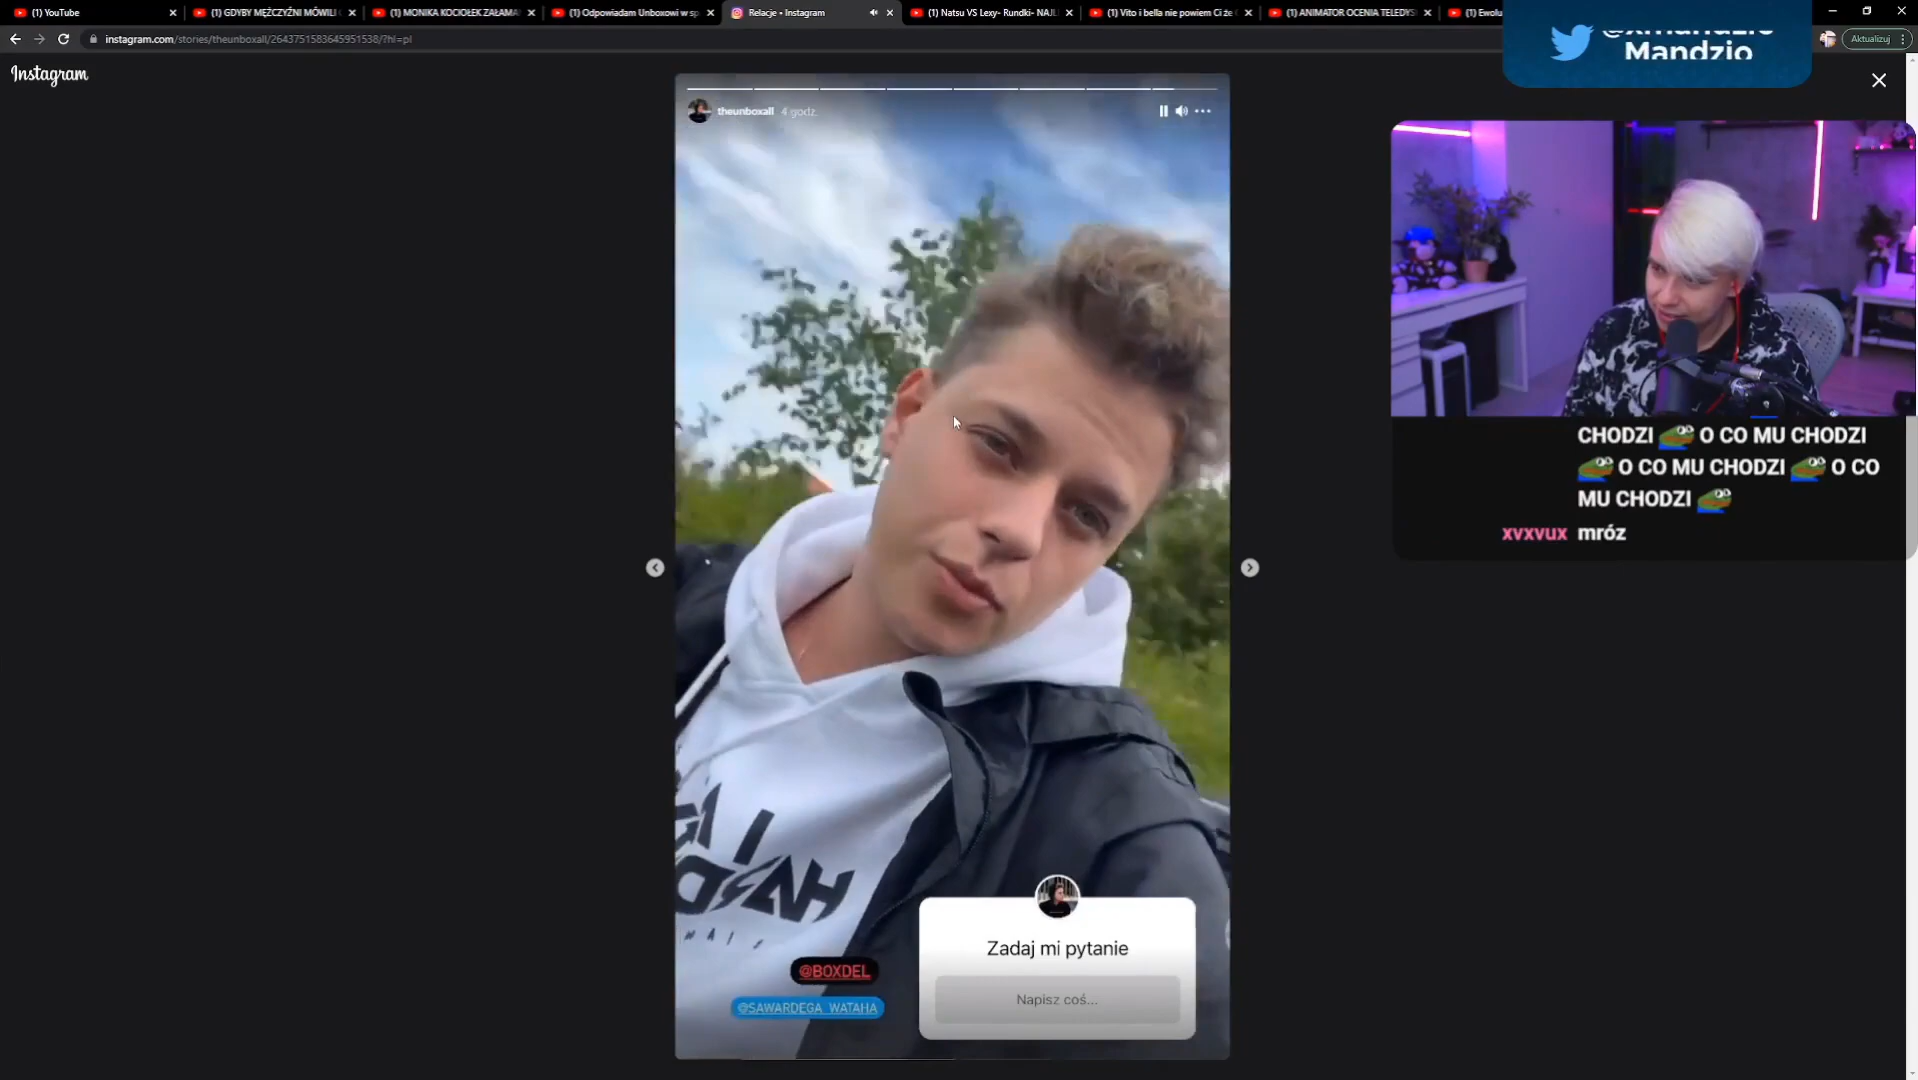 (1) YouTube
(1) GDYBY MĘŻCZYŹNI MÓWILI
(1) MONIKA KOCIOŁEK ZAŁAMA
(1) Odpowiadam Unboxowi w sp
Relacje • Instagram
(1) Natsu VS Lexy- Rundki- NAJ
(1) Vito i bella nie powiem Ci że
(1) ANIMATOR OCENIA TELEDYS
(1) Ewolu
instagram.com/stories/theunboxall/2643751583645951538/?hl=pl
Aktualizuj
Mandzio
Instagram
theunboxall 4 godz.
CHODZI O CO MU CHODZI
O CO MU CHODZI O CO
MU CHODZI
xvxvux mróz
Zadaj mi pytanie
Napisz coś...
@BOXDEL
@SAWARDEGA_WATAHA